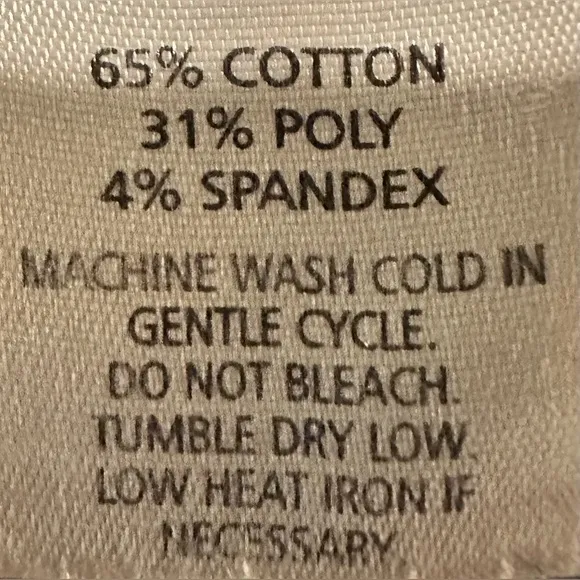 65% COTTON
31% POLY
4% SPANDEX
MACHINE WASH COLD IN
GENTLE CYCLE.
DO NOT BLEACH.
TUMBLE DRY LOW.
LOW HEAT IRON IF
NECESSARY